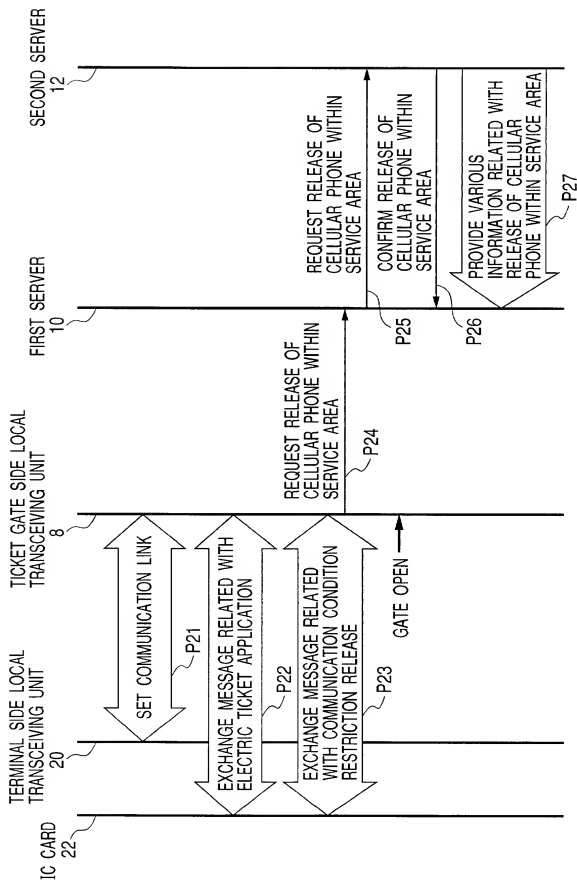 IC CARD
22
TERMINAL SIDE LOCAL
TRANSCEIVING UNIT
20
TICKET GATE SIDE LOCAL
TRANSCEIVING UNIT
8
FIRST SERVER
10
SECOND SERVER
12
SET COMMUNICATION LINK
P21
EXCHANGE MESSAGE RELATED WITH
ELECTRIC TICKET APPLICATION
P22
EXCHANGE MESSAGE RELATED
WITH COMMUNICATION CONDITION
RESTRICTION RELEASE
P23
REQUEST RELEASE OF
CELLULAR PHONE WITHIN
SERVICE AREA
P24
GATE OPEN
REQUEST RELEASE OF
CELLULAR PHONE WITHIN
SERVICE AREA
P25
CONFIRM RELEASE OF
CELLULAR PHONE WITHIN
SERVICE AREA
P26
PROVIDE VARIOUS
INFORMATION RELATED WITH
RELEASE OF CELLULAR
PHONE WITHIN SERVICE AREA
P27